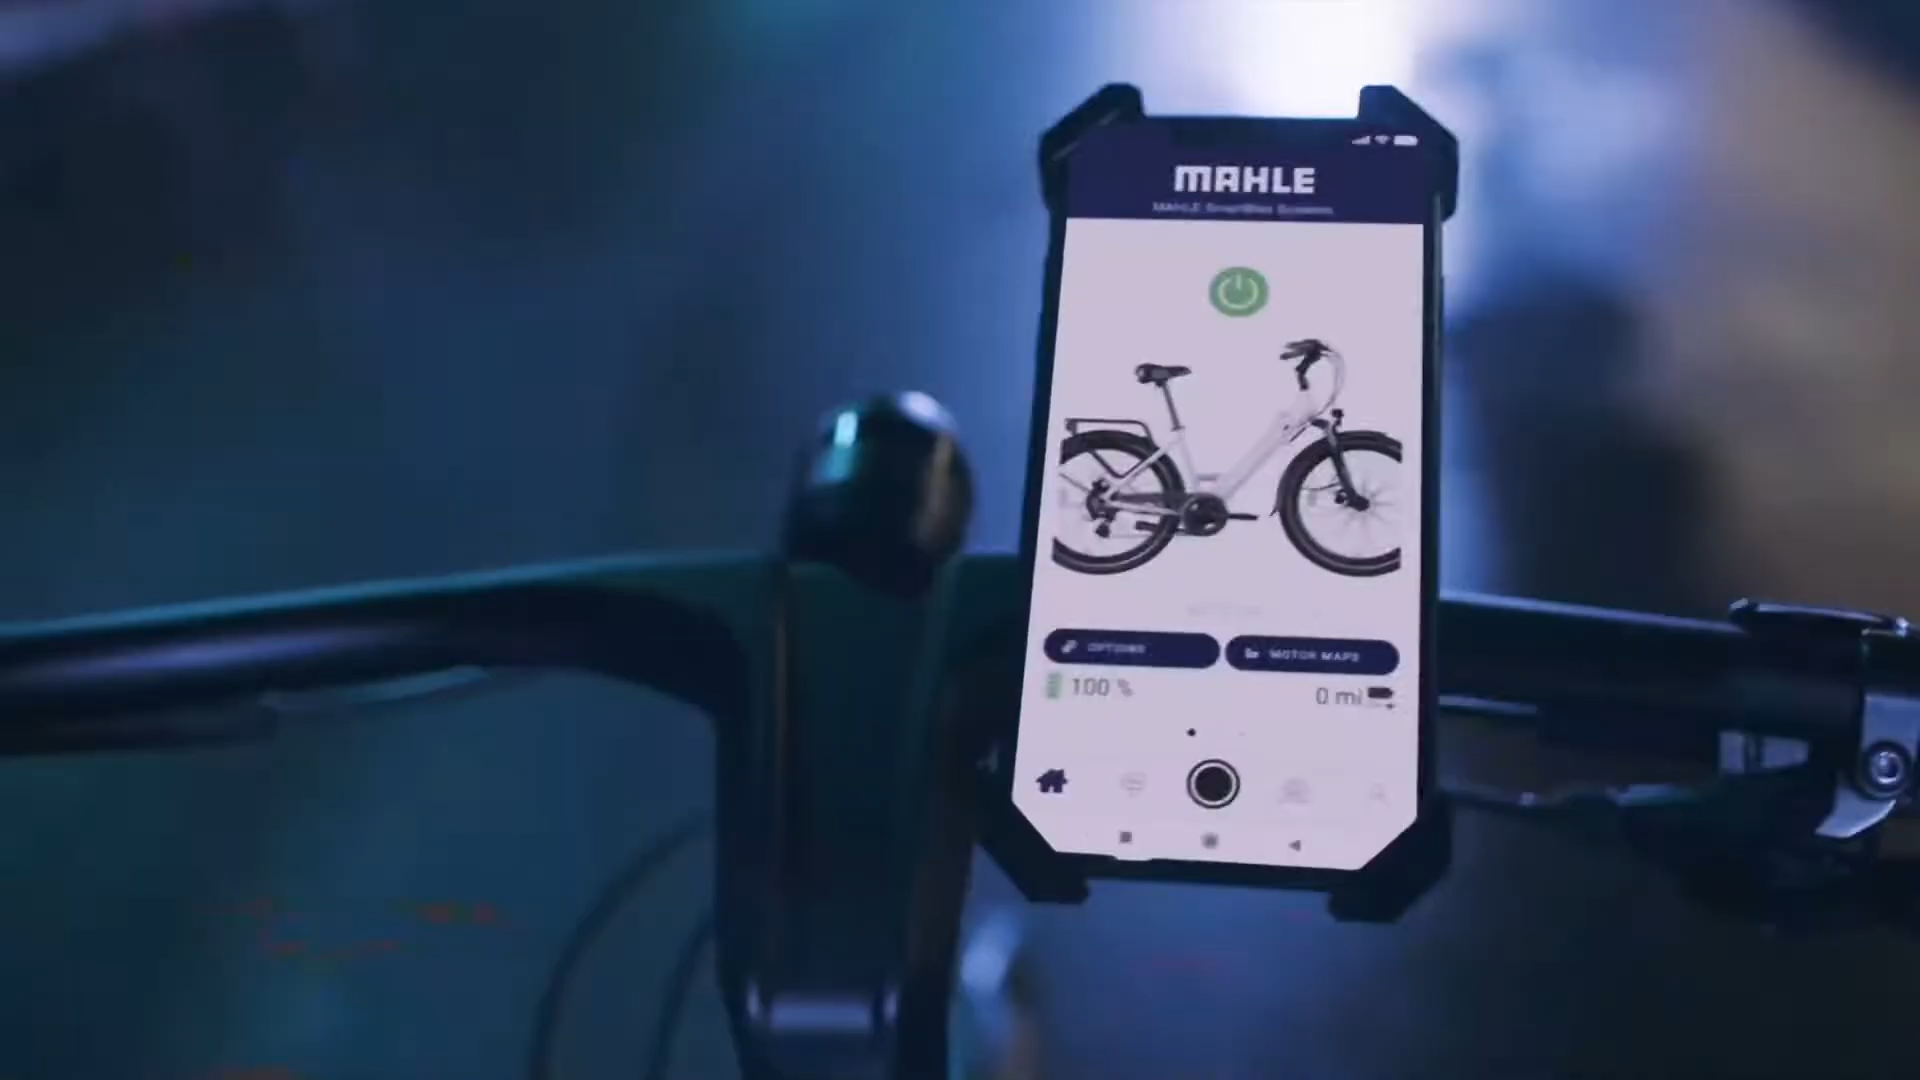 MAHLE
MAHLE SmartBike Systems
OPTIONS
MOTOR MAPS
100 %
0 mi